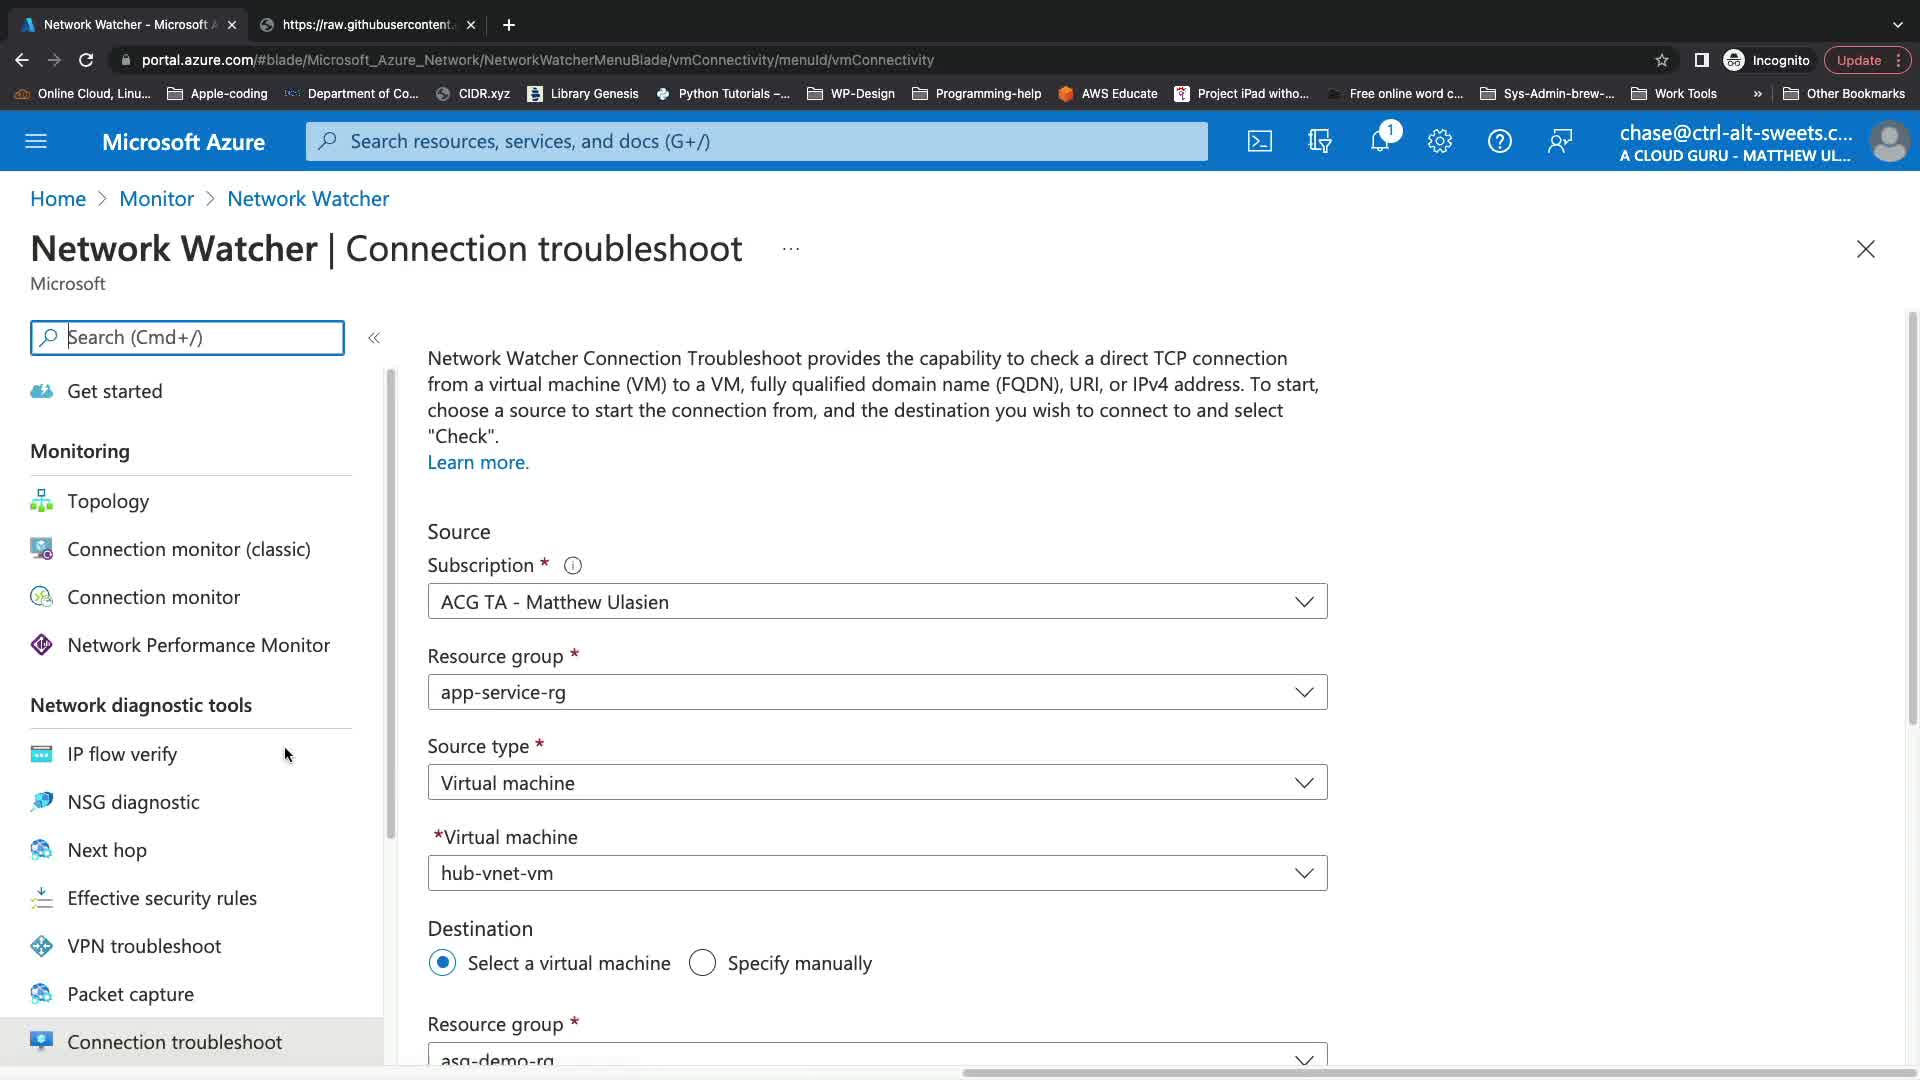 Network Watcher - Microsoft A
https://raw.githubusercontent.
portal.azure.com/#blade/Microsoft_Azure_Network/NetworkWatcherMenuBlade/vmConnectivity/menuId/vmConnectivity
Incognito
Update
Online Cloud, Linu...
Apple-coding
Department of Co...
CIDR.xyz
Library Genesis
Python Tutorials –...
WP-Design
Programming-help
AWS Educate
Project iPad witho...
Free online word c...
Sys-Admin-brew-...
Work Tools
»
Other Bookmarks
Microsoft Azure
Search resources, services, and docs (G+/)
1
chase@ctrl-alt-sweets.c...
A CLOUD GURU - MATTHEW UL...
Home > Monitor > Network Watcher
Network Watcher | Connection troubleshoot ...
Microsoft
Search (Cmd+/)
«
Get started
Monitoring
Topology
Connection monitor (classic)
Connection monitor
Network Performance Monitor
Network diagnostic tools
IP flow verify
NSG diagnostic
Next hop
Effective security rules
VPN troubleshoot
Packet capture
Connection troubleshoot
Network Watcher Connection Troubleshoot provides the capability to check a direct TCP connection
from a virtual machine (VM) to a VM, fully qualified domain name (FQDN), URI, or IPv4 address. To start,
choose a source to start the connection from, and the destination you wish to connect to and select
"Check".
Learn more.
Source
Subscription *
ACG TA - Matthew Ulasien
Resource group *
app-service-rg
Source type *
Virtual machine
*Virtual machine
hub-vnet-vm
Destination
Select a virtual machine
Specify manually
Resource group *
asg-demo-rg